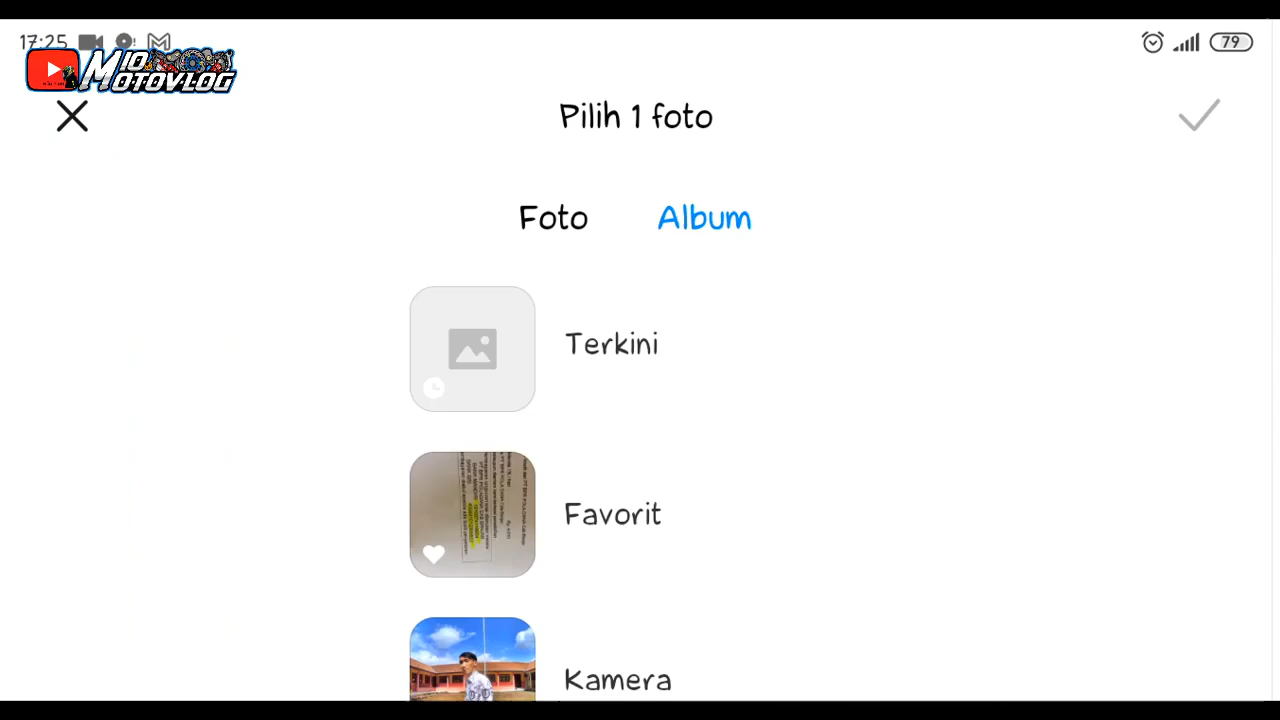 17:25
79
MIO
MOTOVLOG
Pilih 1 foto
Foto
Album
Terkini
Favorit
Kamera